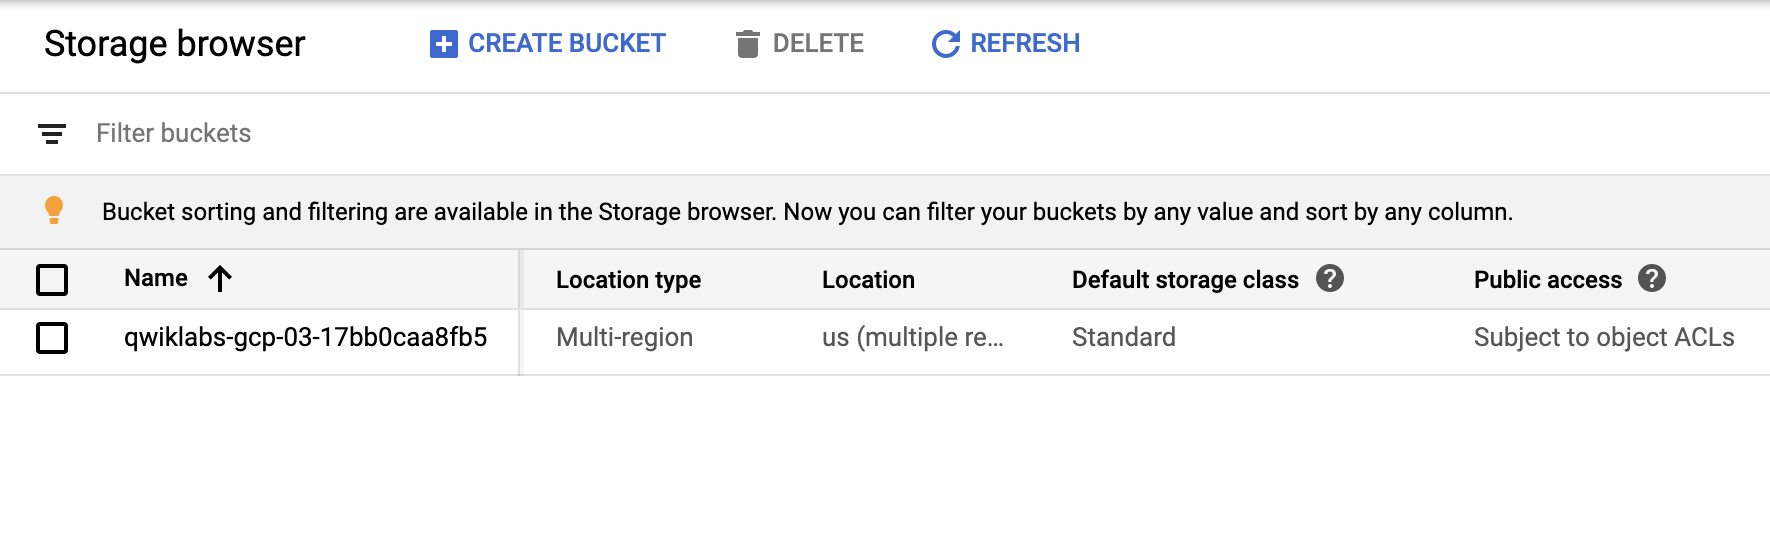 Storage browser CREATE BUCKET DELETE REFRESH
Filter buckets
Bucket sorting and filtering are available in the Storage browser. Now you can filter your buckets by any value and sort by any column.
Name Location type Location Default storage class ? Public access ?
qwiklabs-gcp-03-17bb0caa8fb5 Multi-region us (multiple re... Standard Subject to object ACLs